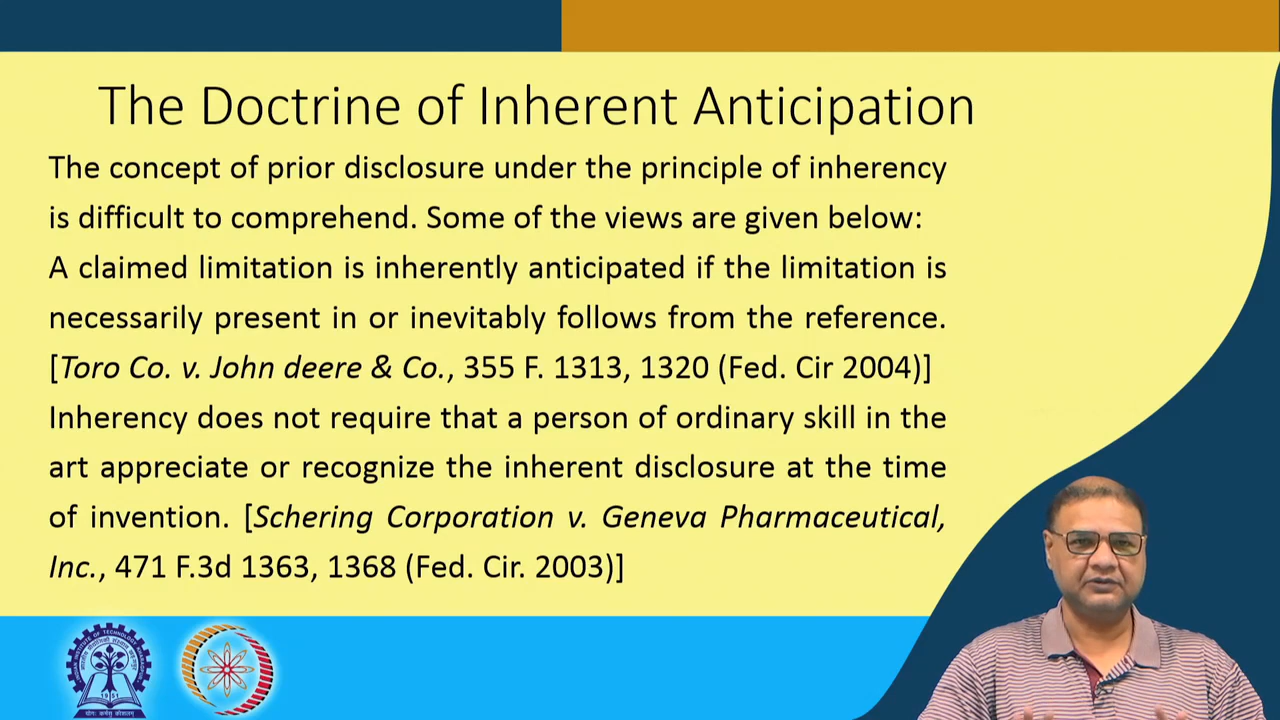 The Doctrine of Inherent Anticipation
The concept of prior disclosure under the principle of inherency
is difficult to comprehend. Some of the views are given below:
A claimed limitation is inherently anticipated if the limitation is
necessarily present in or inevitably follows from the reference.
[Toro Co. v. John deere & Co., 355 F. 1313, 1320 (Fed. Cir 2004)]
Inherency does not require that a person of ordinary skill in the
art appreciate or recognize the inherent disclosure at the time
of invention. [Schering Corporation v. Geneva Pharmaceutical,
Inc., 471 F.3d 1363, 1368 (Fed. Cir. 2003)]
1951
योगः कर्मसु कौशलम्